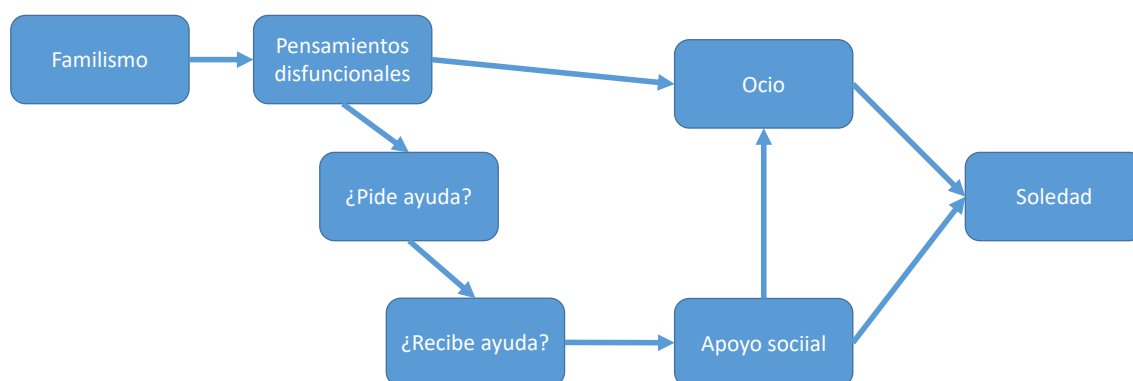 Familismo
Pensamientos
disfuncionales
Ocio
¿Pide ayuda?
Soledad
¿Recibe ayuda?
Apoyo sociial